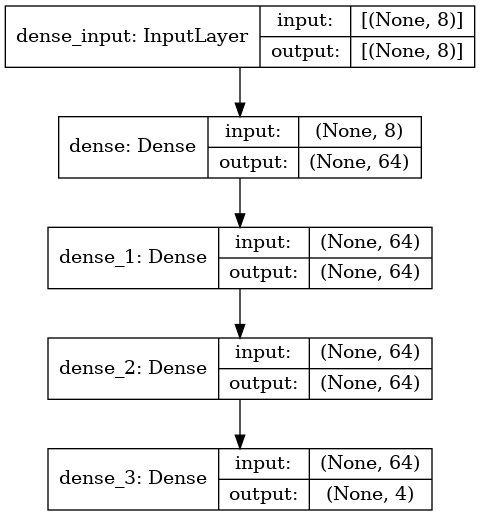 dense_input: InputLayer
input: [(None, 8)]
output: [(None, 8)]
dense: Dense
input: (None, 8)
output: (None, 64)
dense_1: Dense
input: (None, 64)
output: (None, 64)
dense_2: Dense
input: (None, 64)
output: (None, 64)
dense_3: Dense
input: (None, 64)
output: (None, 4)